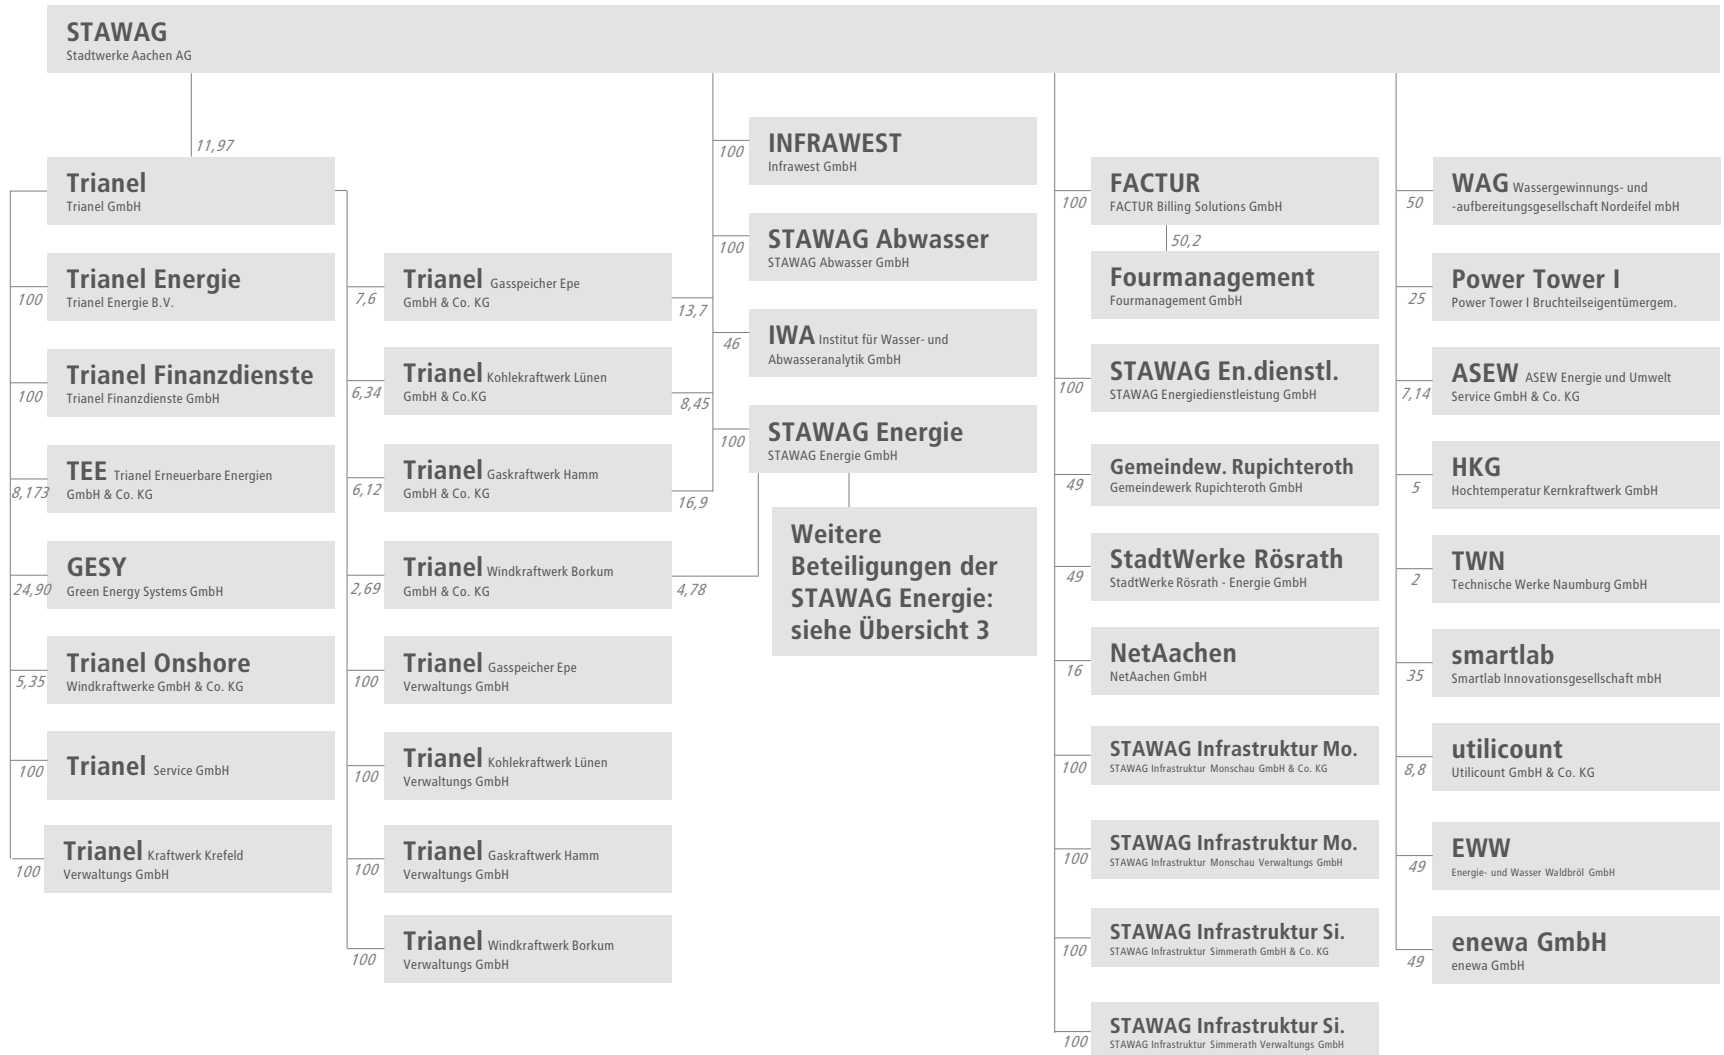 STAWAG
Stadtwerke Aachen AG
11,97
Trianel
Trianel GmbH
100
Trianel Energie
Trianel Energie B.V.
100
Trianel Finanzdienste
Trianel Finanzdienste GmbH
8,173
TEE Trianel Erneuerbare Energien
GmbH & Co. KG
24,90
GESY
Green Energy Systems GmbH
5,35
Trianel Onshore
Windkraftwerke GmbH & Co. KG
100
Trianel Service GmbH
100
Trianel Kraftwerk Krefeld
Verwaltungs GmbH
7,6
Trianel Gasspeicher Epe
GmbH & Co. KG
13,7
6,34
Trianel Kohlekraftwerk Lünen
GmbH & Co.KG
8,45
6,12
Trianel Gaskraftwerk Hamm
GmbH & Co. KG
16,9
2,69
Trianel Windkraftwerk Borkum
GmbH & Co. KG
4,78
100
Trianel Gasspeicher Epe
Verwaltungs GmbH
100
Trianel Kohlekraftwerk Lünen
Verwaltungs GmbH
100
Trianel Gaskraftwerk Hamm
Verwaltungs GmbH
100
Trianel Windkraftwerk Borkum
Verwaltungs GmbH
100
INFRAWEST
Infrawest GmbH
100
STAWAG Abwasser
STAWAG Abwasser GmbH
46
IWA Institut für Wasser- und
Abwasseranalytik GmbH
100
STAWAG Energie
STAWAG Energie GmbH
Weitere
Beteiligungen der
STAWAG Energie:
siehe Übersicht 3
100
FACTUR
FACTUR Billing Solutions GmbH
50,2
Fourmanagement
Fourmanagement GmbH
100
STAWAG En.dienstl.
STAWAG Energiedienstleistung GmbH
49
Gemeindew. Rupichteroth
Gemeindewerk Rupichteroth GmbH
49
StadtWerke Rösrath
StadtWerke Rösrath - Energie GmbH
16
NetAachen
NetAachen GmbH
100
STAWAG Infrastruktur Mo.
STAWAG Infrastruktur Monschau GmbH & Co. KG
100
STAWAG Infrastruktur Mo.
STAWAG Infrastruktur Monschau Verwaltungs GmbH
100
STAWAG Infrastruktur Si.
STAWAG Infrastruktur Simmerath GmbH & Co. KG
100
STAWAG Infrastruktur Si.
STAWAG Infrastruktur Simmerath Verwaltungs GmbH
50
WAG Wassergewinnungs- und
-aufbereitungsgesellschaft Nordeifel mbH
25
Power Tower I
Power Tower I Bruchteilseigentümergem.
7,14
ASEW ASEW Energie und Umwelt
Service GmbH & Co. KG
5
HKG
Hochtemperatur Kernkraftwerk GmbH
2
TWN
Technische Werke Naumburg GmbH
35
smartlab
Smartlab Innovationsgesellschaft mbH
8,8
utilicount
Utilicount GmbH & Co. KG
49
EWW
Energie- und Wasser Waldbröl GmbH
49
enewa GmbH
enewa GmbH